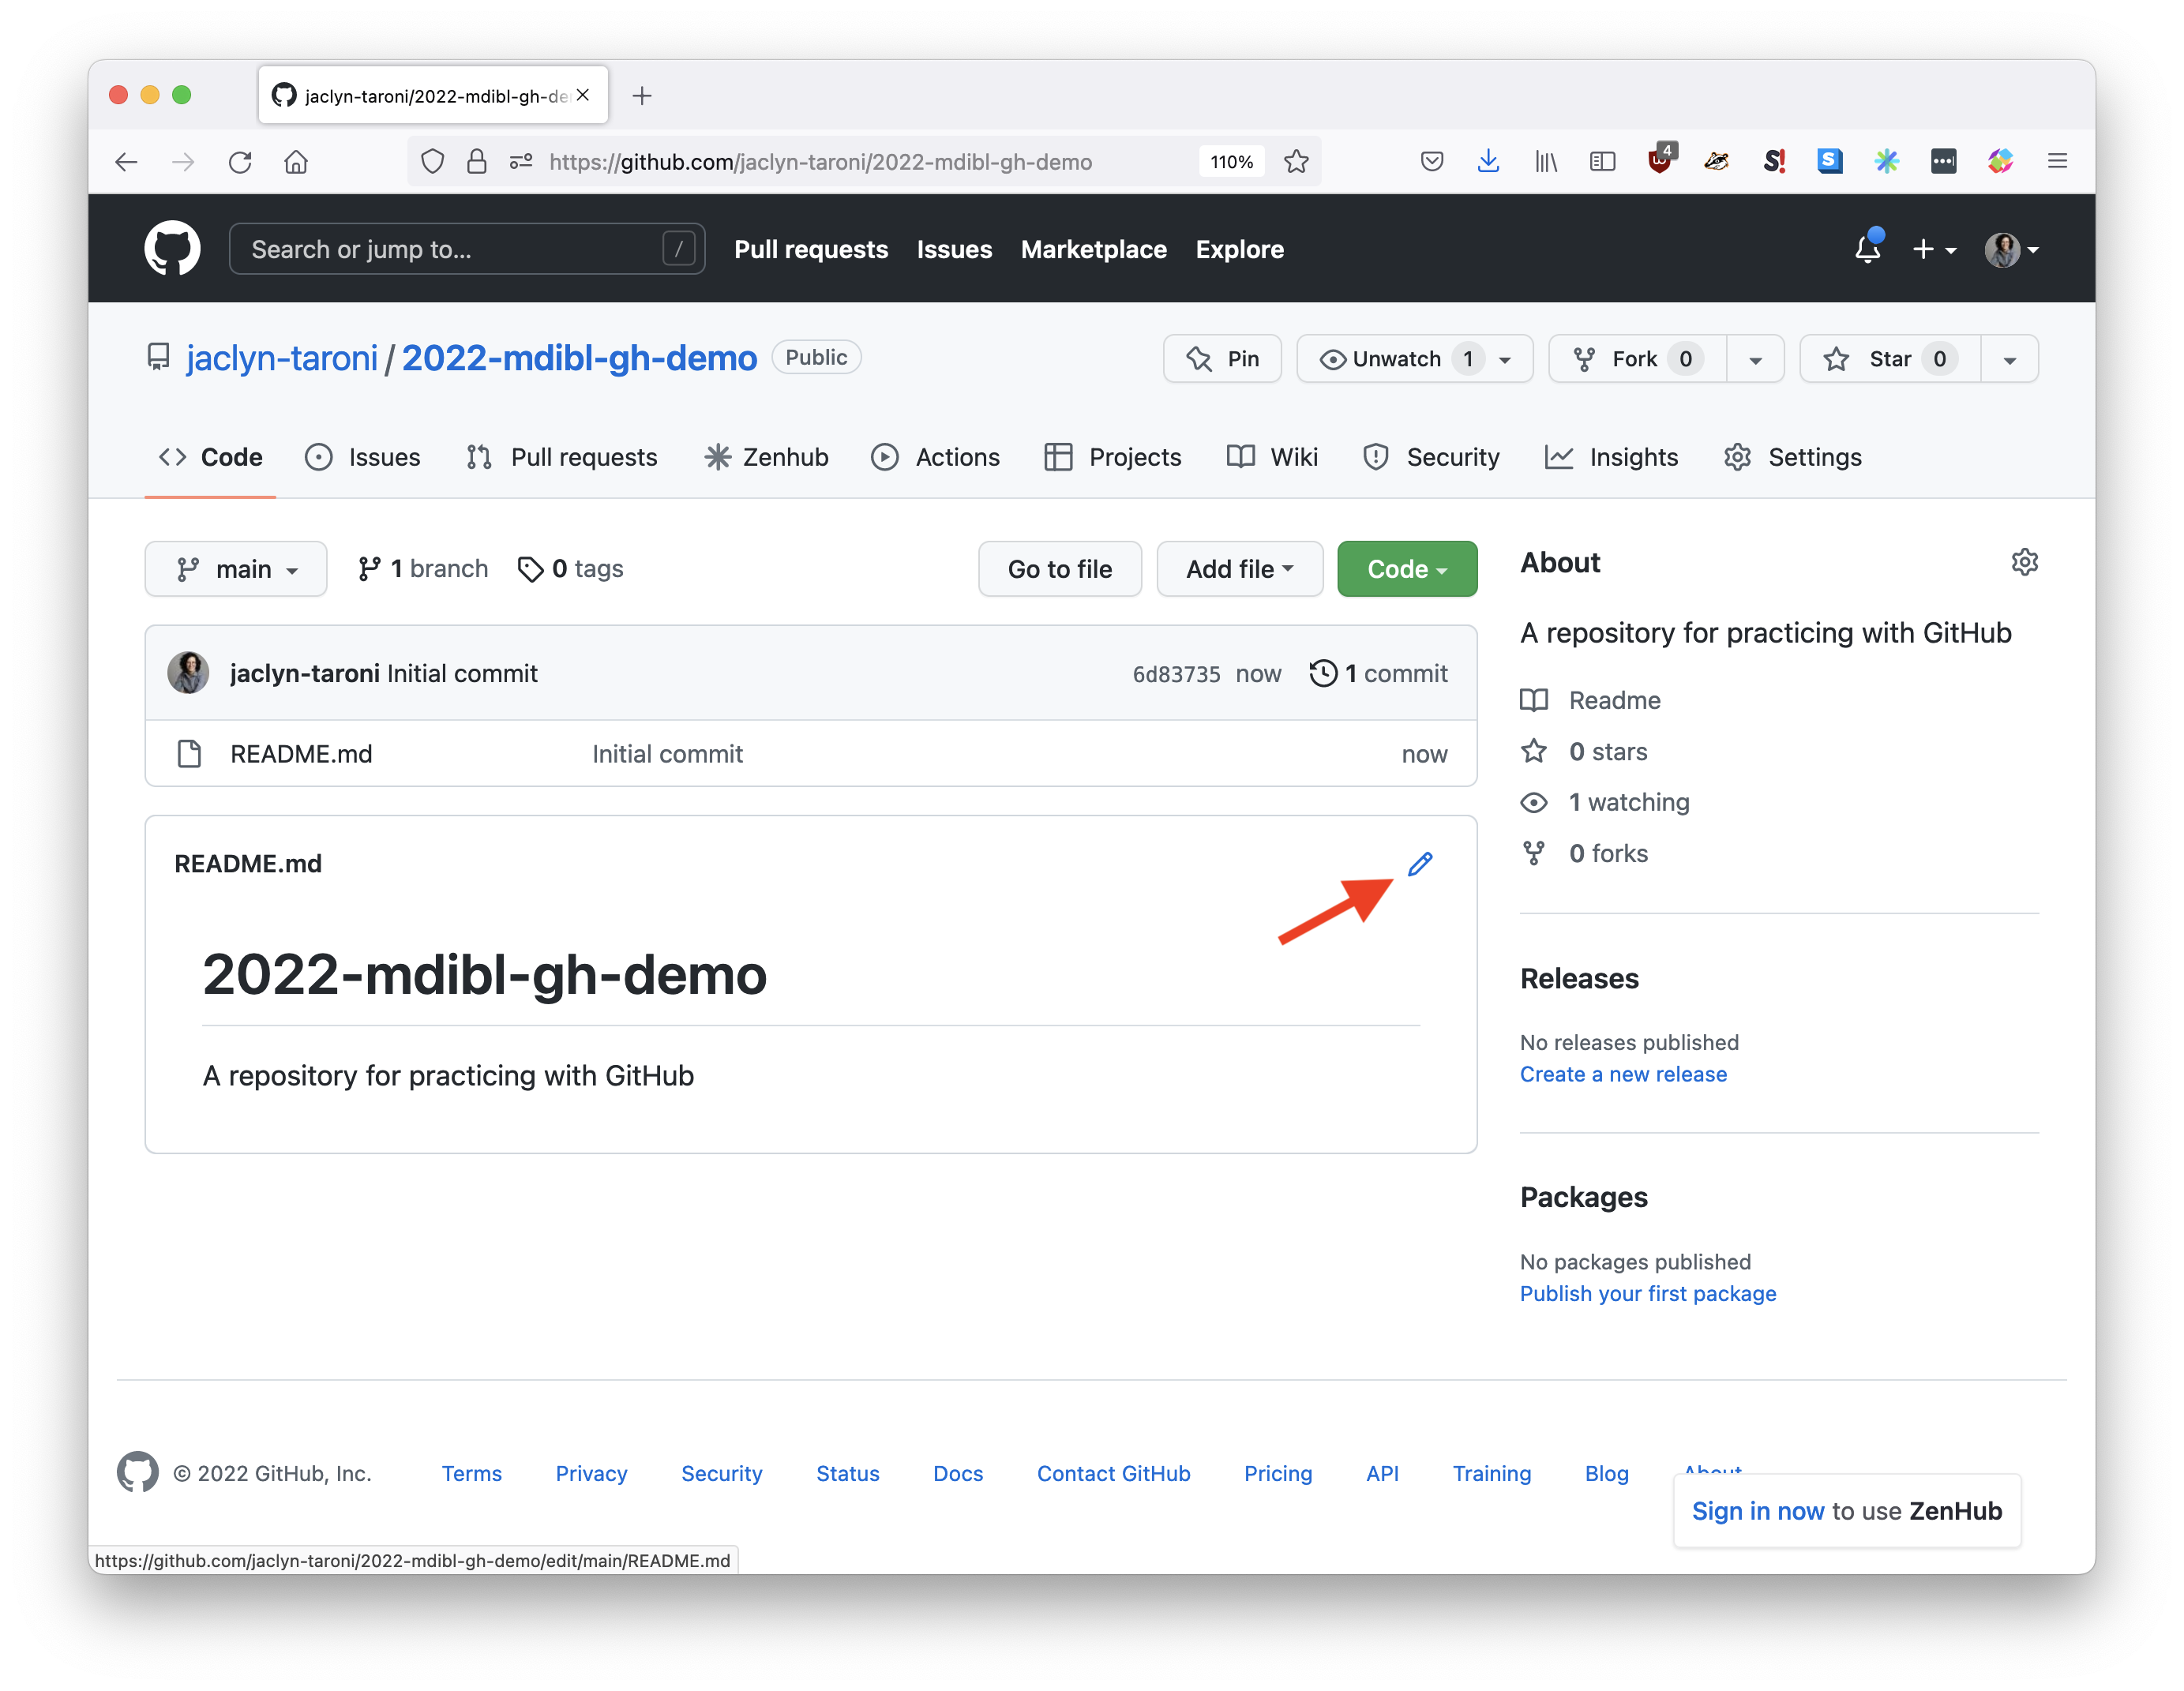 jaclyn-taroni/2022-mdibl-gh-de
https://github.com/jaclyn-taroni/2022-mdibl-gh-demo 110% 4
Search or jump to... / Pull requests Issues Marketplace Explore
jaclyn-taroni / 2022-mdibl-gh-demo Public Pin Unwatch 1 Fork 0 Star 0
Code Issues Pull requests Zenhub Actions Projects Wiki Security Insights Settings
main 1 branch 0 tags Go to file Add file Code
jaclyn-taroni Initial commit 6d83735 now 1 commit
README.md Initial commit now
README.md
2022-mdibl-gh-demo
A repository for practicing with GitHub
About
A repository for practicing with GitHub
Readme
0 stars
1 watching
0 forks
Releases
No releases published
Create a new release
Packages
No packages published
Publish your first package
© 2022 GitHub, Inc. Terms Privacy Security Status Docs Contact GitHub Pricing API Training Blog About
Sign in now to use ZenHub
https://github.com/jaclyn-taroni/2022-mdibl-gh-demo/edit/main/README.md